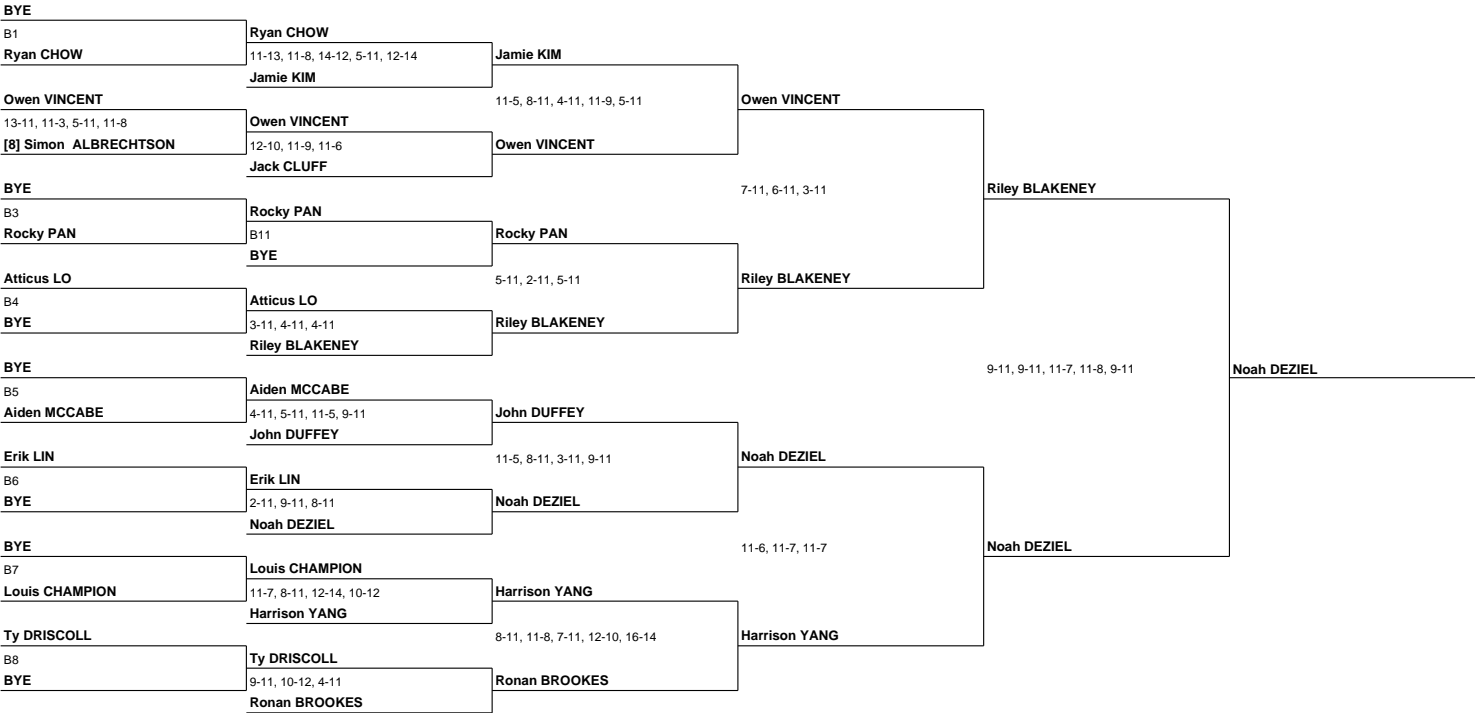 BYE
B1
Ryan CHOW
Owen VINCENT
13-11, 11-3, 5-11, 11-8
[8] Simon ALBRECHTSON
BYE
B3
Rocky PAN
Atticus LO
B4
BYE
BYE
B5
Aiden MCCABE
Erik LIN
B6
BYE
BYE
B7
Louis CHAMPION
Ty DRISCOLL
B8
BYE
Ryan CHOW
11-13, 11-8, 14-12, 5-11, 12-14
Jamie KIM
Owen VINCENT
12-10, 11-9, 11-6
Jack CLUFF
Rocky PAN
B11
BYE
Atticus LO
3-11, 4-11, 4-11
Riley BLAKENEY
Aiden MCCABE
4-11, 5-11, 11-5, 9-11
John DUFFEY
Erik LIN
2-11, 9-11, 8-11
Noah DEZIEL
Louis CHAMPION
11-7, 8-11, 12-14, 10-12
Harrison YANG
Ty DRISCOLL
9-11, 10-12, 4-11
Ronan BROOKES
Jamie KIM
11-5, 8-11, 4-11, 11-9, 5-11
Owen VINCENT
Rocky PAN
5-11, 2-11, 5-11
Riley BLAKENEY
John DUFFEY
11-5, 8-11, 3-11, 9-11
Noah DEZIEL
Harrison YANG
8-11, 11-8, 7-11, 12-10, 16-14
Ronan BROOKES
Owen VINCENT
7-11, 6-11, 3-11
Riley BLAKENEY
Noah DEZIEL
11-6, 11-7, 11-7
Harrison YANG
Riley BLAKENEY
9-11, 9-11, 11-7, 11-8, 9-11
Noah DEZIEL
Noah DEZIEL